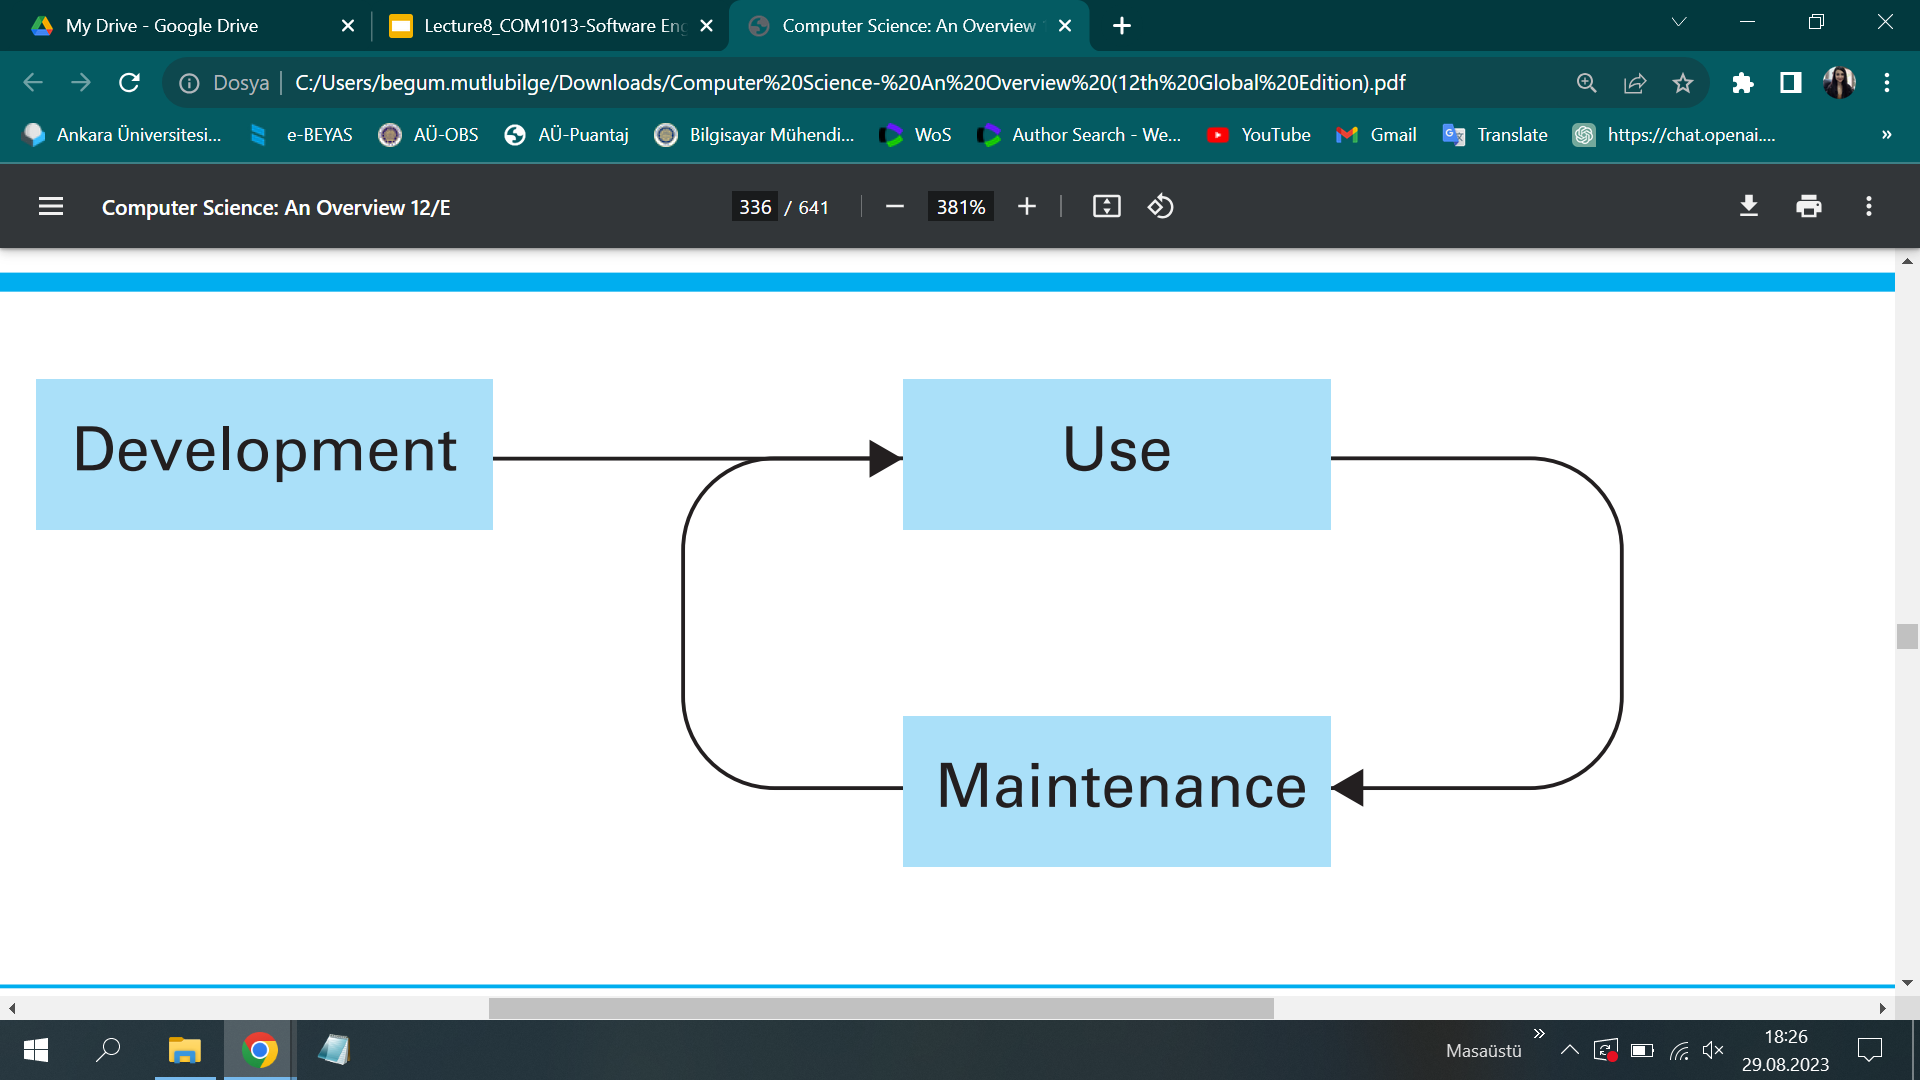 My Drive - Google Drive
Lecture8_COM1013-Software Eng
Computer Science: An Overview 1
Dosya
C:/Users/begum.mutlubilge/Downloads/Computer%20Science-%20An%20Overview%20(12th%20Global%20Edition).pdf
Ankara Üniversitesi... e-BEYAS AÜ-OBS AÜ-Puantaj Bilgisayar Mühendi... WoS Author Search - We... YouTube Gmail Translate https://chat.openai.... »
Computer Science: An Overview 12/E
336 / 641
381%
Development
Use
Maintenance
Masaüstü
18:26
29.08.2023